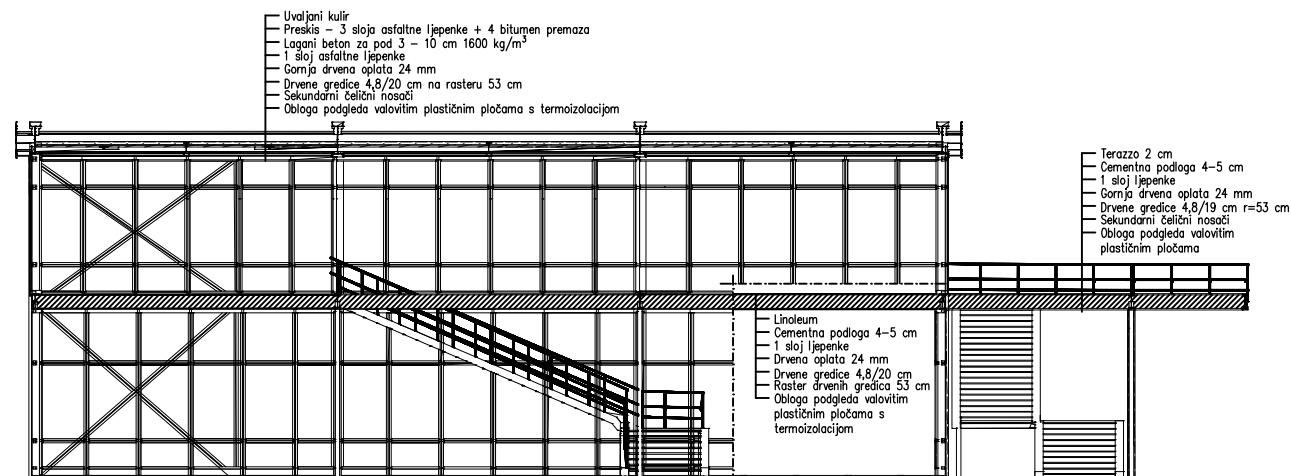 Uvaljani kulir
Preskis – 3 sloja asfaltne ljepenke + 4 bitumen premaza
Lagani beton za pod 3 – 10 cm 1600 kg/m³
1 sloj asfaltne ljepenke
Gornja drvena oplata 24 mm
Drvene gredice 4,8/20 cm na rasteru 53 cm
Sekundarni čelični nosači
Obloga podgleda valovitim plastičnim pločama s termoizolacijom
Terazzo 2 cm
Cementna podloga 4–5 cm
1 sloj ljepenke
Gornja drvena oplata 24 mm
Drvene gredice 4,8/19 cm r=53 cm
Sekundarni čelični nosači
Obloga podgleda valovitim
plastičnim pločama
Linoleum
Cementna podloga 4–5 cm
1 sloj ljepenke
Drvena oplata 24 mm
Drvene gredice 4,8/20 cm
Raster drvenih gredica 53 cm
Obloga podgleda valovitim
plastičnim pločama s
termoizolacijom